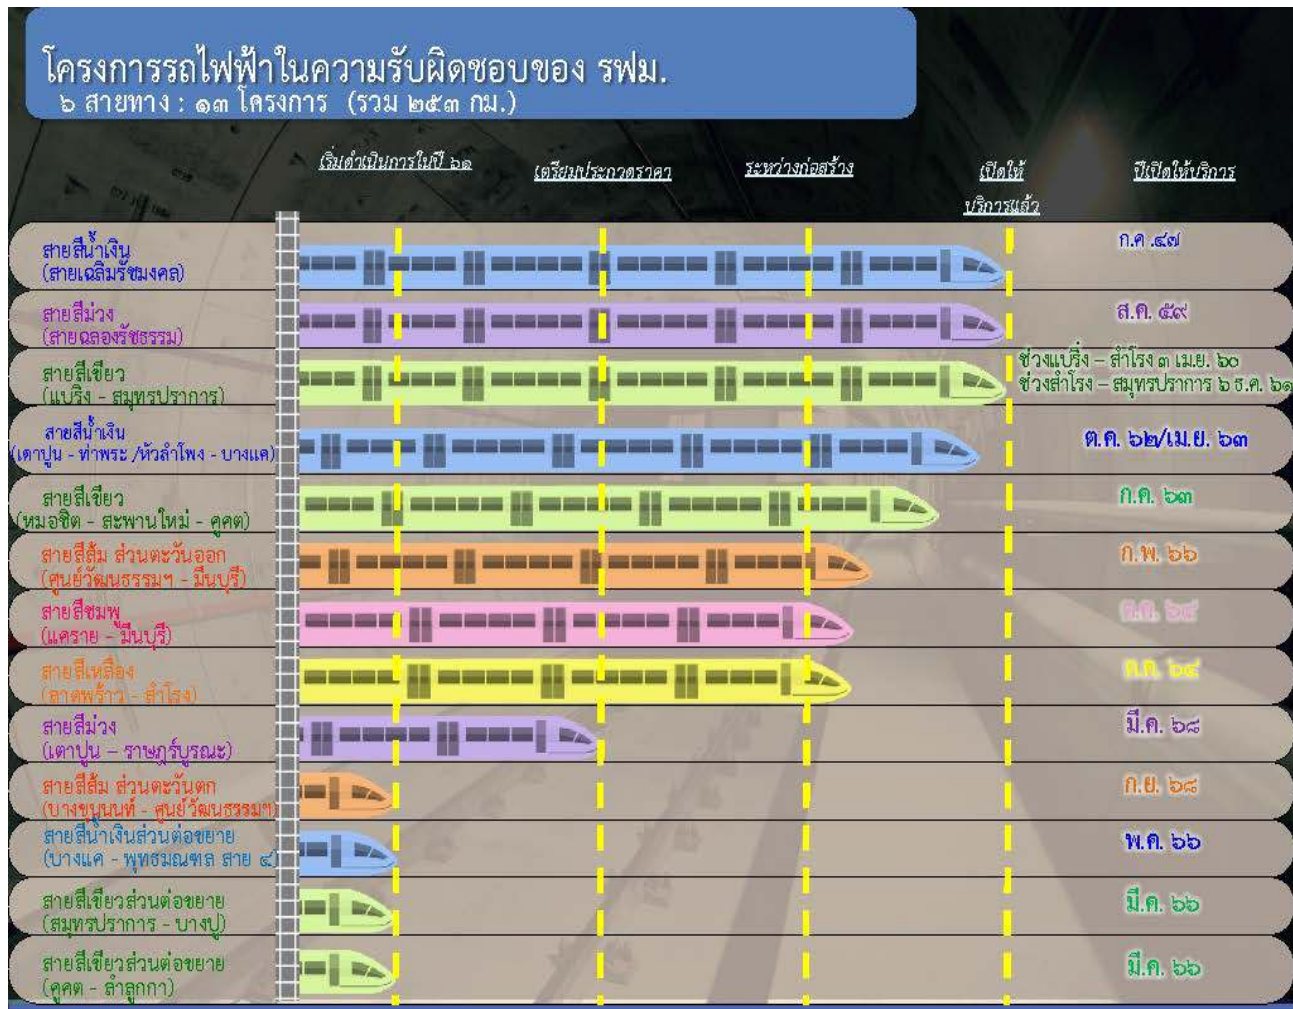 โครงการรถไฟฟ้าในความรับผิดชอบของ รฟม.
๖ สายทาง : ๑๓ โครงการ (รวม ๒๕๓ กม.)
เริ่มดำเนินการในปี ๖๑
เตรียมประกวดราคา
ระหว่างก่อสร้าง
เปิดให้
บริการแล้ว
ปีเปิดให้บริการ
สายสีน้ำเงิน
(สายเฉลิมรัชมงคล)
ก.ค .๔๗
สายสีม่วง
(สายฉลองรัชธรรม)
ส.ค. ๕๙
สายสีเขียว
(แบริ่ง - สมุทรปราการ)
ช่วงแบริ่ง – สำโรง ๓ เม.ย. ๖๐
ช่วงสำโรง – สมุทรปราการ ๖ ธ.ค. ๖๑
สายสีน้ำเงิน
(เตาปูน - ท่าพระ /หัวลำโพง - บางแค)
ต.ค. ๖๒/เม.ย. ๖๓
สายสีเขียว
(หมอชิต - สะพานใหม่ - คูคต)
ก.ค. ๖๓
สายสีส้ม ส่วนตะวันออก
(ศูนย์วัฒนธรรมฯ - มีนบุรี)
ก.พ. ๖๖
สายสีชมพู
(แคราย - มีนบุรี)
ต.ค. ๖๔
สายสีเหลือง
(ลาดพร้าว - สำโรง)
ต.ค. ๖๔
สายสีม่วง
(เตาปูน – ราษฎร์บูรณะ)
มี.ค. ๖๘
สายสีส้ม ส่วนตะวันตก
(บางขุนนนท์ - ศูนย์วัฒนธรรมฯ)
ก.ย. ๖๘
สายสีน้ำเงินส่วนต่อขยาย
(บางแค - พุทธมณฑล สาย ๔)
พ.ค. ๖๖
สายสีเขียวส่วนต่อขยาย
(สมุทรปราการ - บางปู)
มี.ค. ๖๖
สายสีเขียวส่วนต่อขยาย
(คูคต - ลำลูกกา)
มี.ค. ๖๖